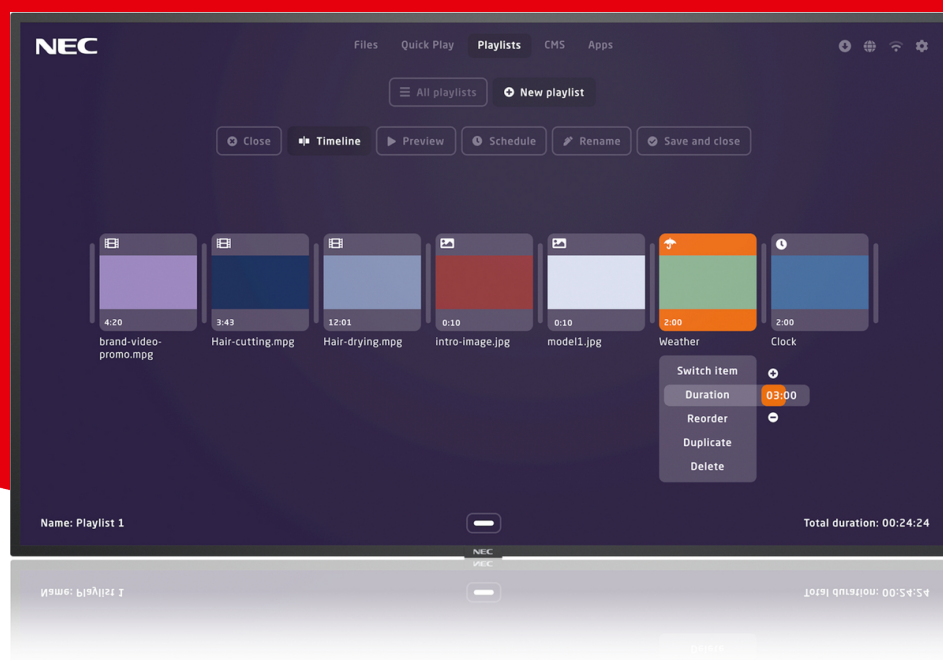 NEC
Files Quick Play Playlists CMS Apps
All playlists New playlist
Close Timeline Preview Schedule Rename Save and close
4:20 3:43 12:01 0:10 0:10 2:00 2:00
brand-video- Hair-cutting.mpg Hair-drying.mpg intro-image.jpg model1.jpg Weather Clock
promo.mpg
Switch item
Duration 03:00
Reorder
Duplicate
Delete
Name: Playlist 1 Total duration: 00:24:24
NEC